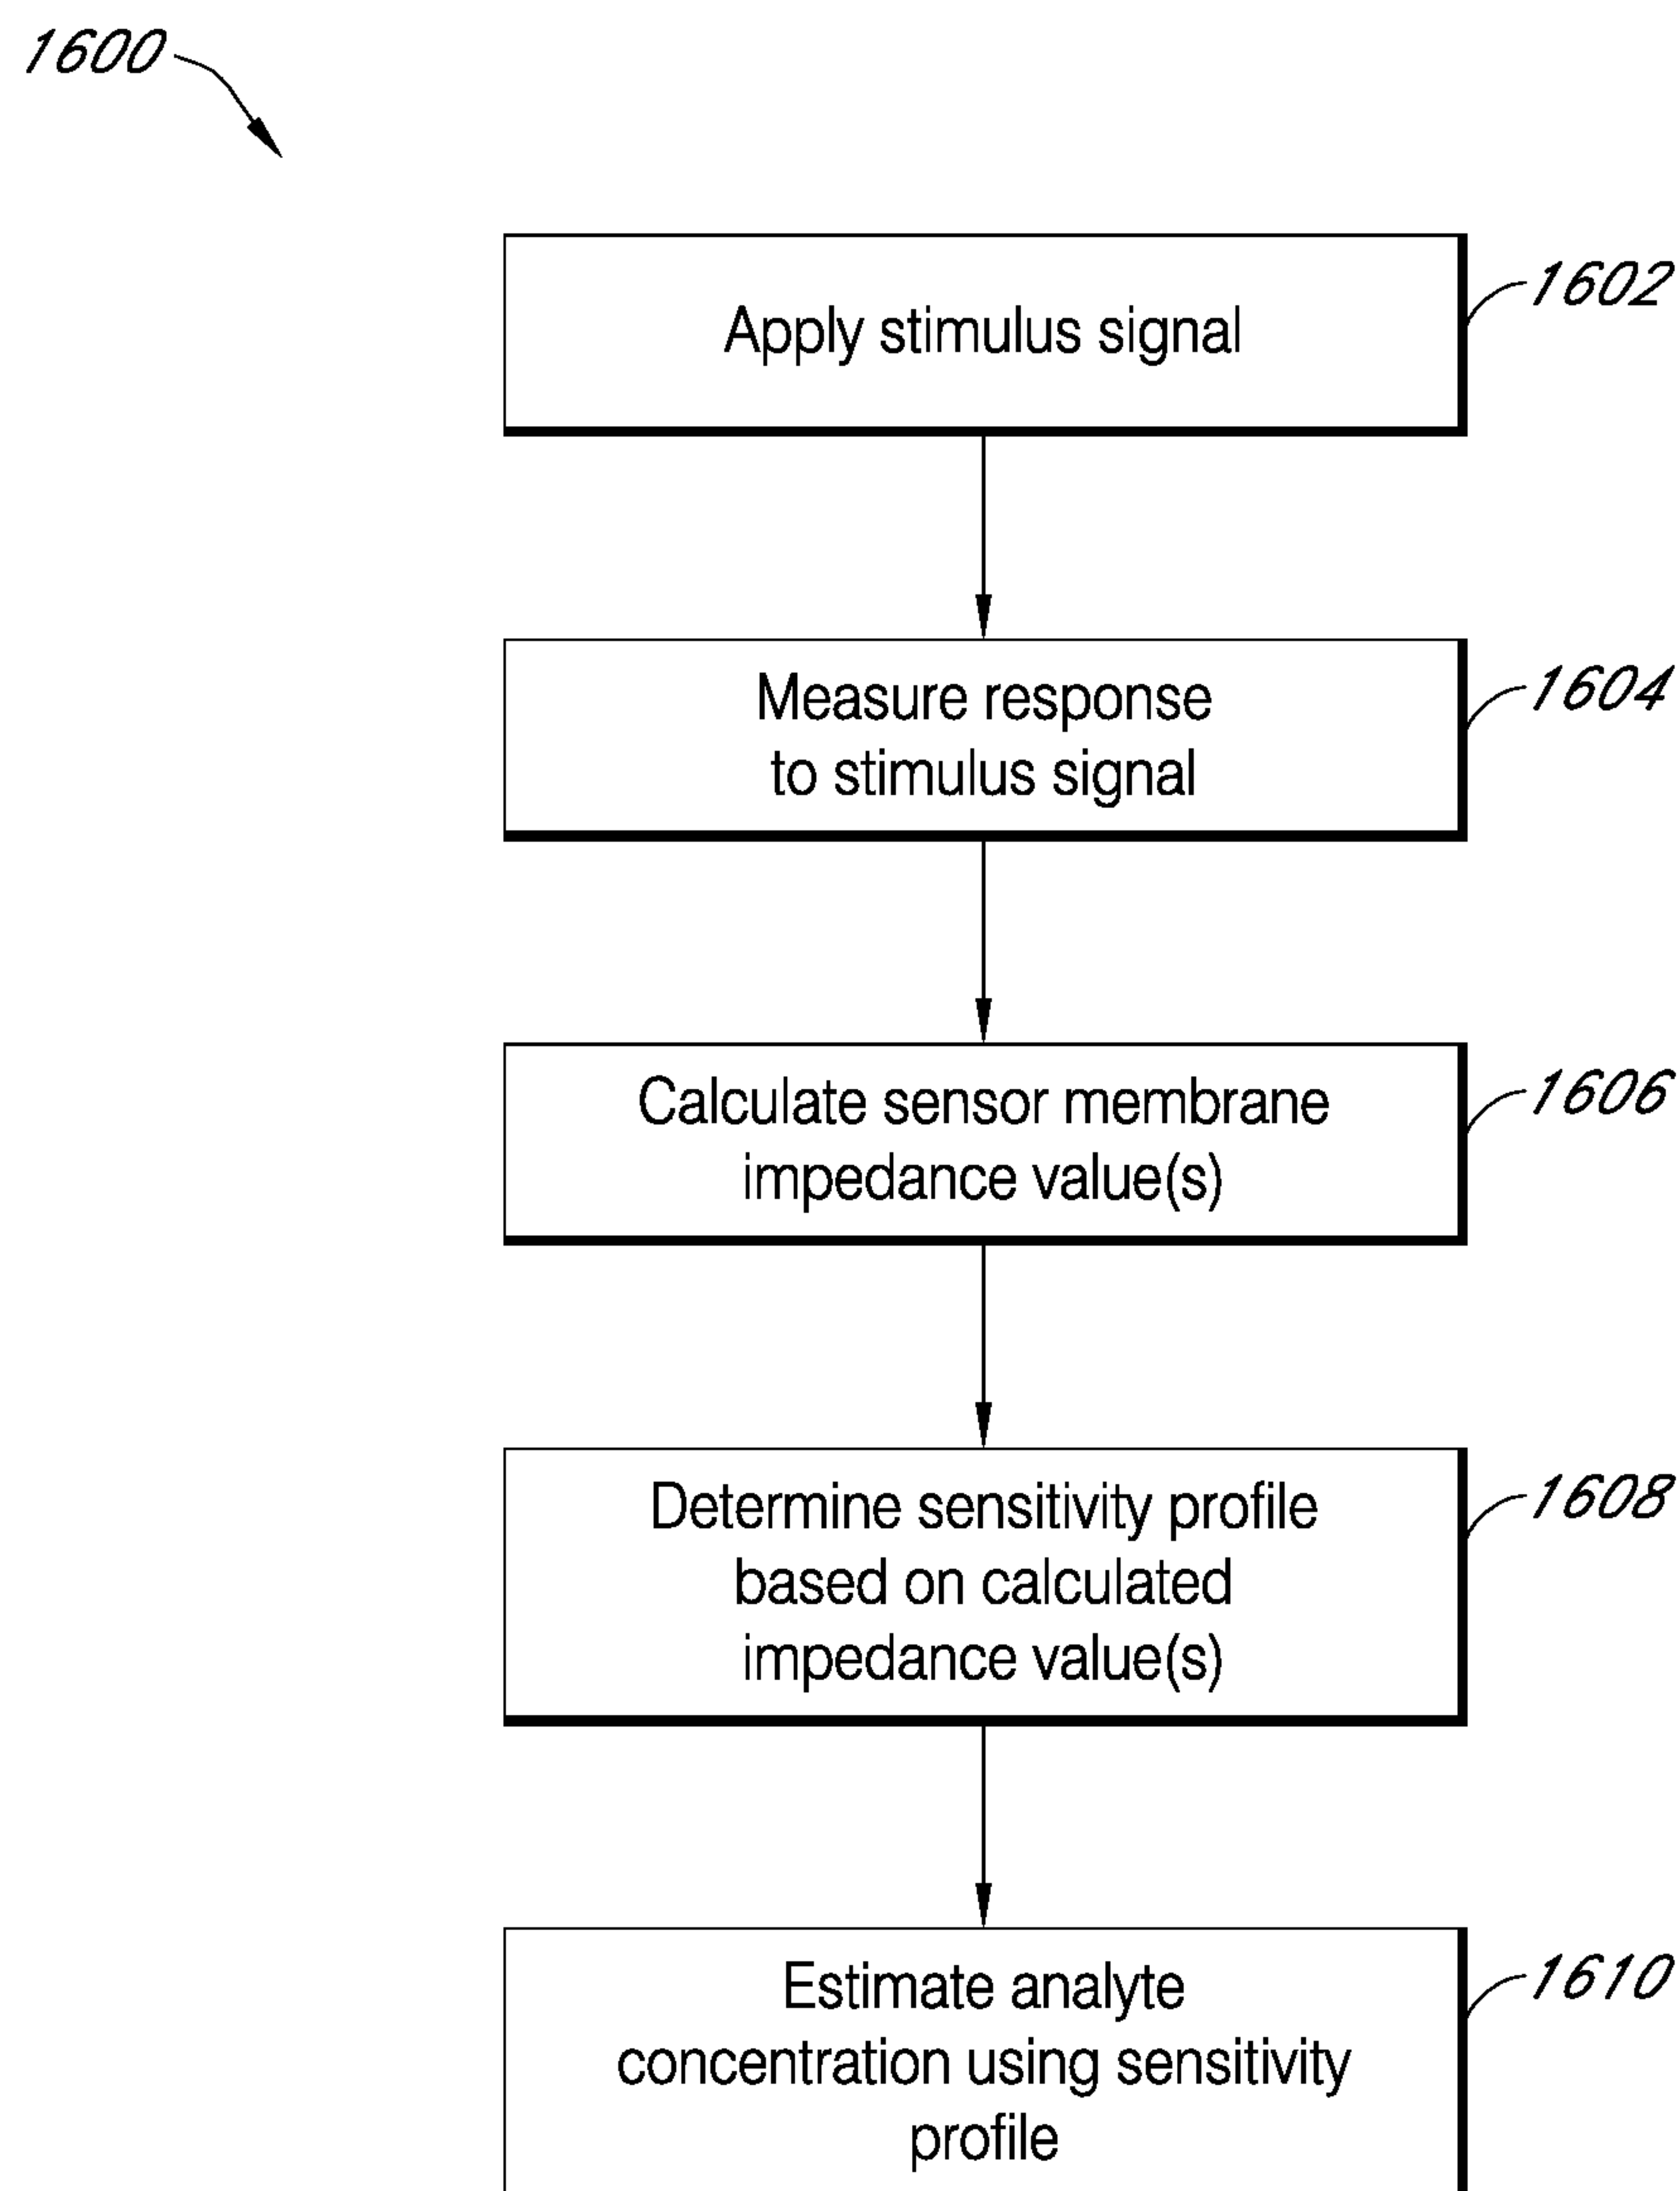 1600
Apply stimulus signal
1602
Measure response
to stimulus signal
1604
Calculate sensor membrane
impedance value(s)
1606
Determine sensitivity profile
based on calculated
impedance value(s)
1608
Estimate analyte
concentration using sensitivity
profile
1610